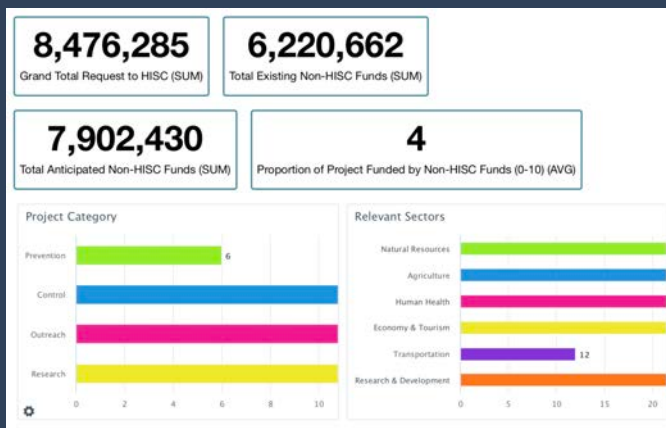 8,476,285
Grand Total Request to HISC (SUM)
6,220,662
Total Existing Non-HISC Funds (SUM)
7,902,430
Total Anticipated Non-HISC Funds (SUM)
4
Proportion of Project Funded by Non-HISC Funds (0-10) (AVG)
Project Category
Prevention
6
Control
Outreach
Research
0 2 4 6 8 10
Relevant Sectors
Natural Resources
Agriculture
Human Health
Economy & Tourism
Transportation
12
Research & Development
0 5 10 15 20